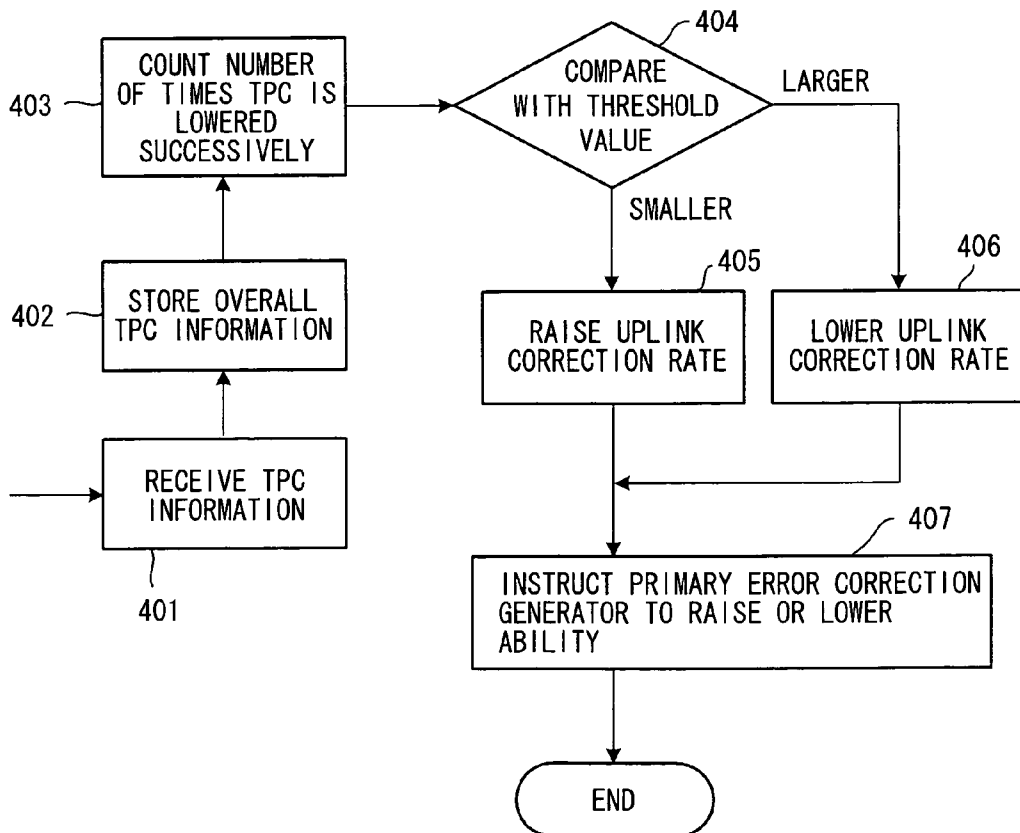 COUNT NUMBER
OF TIMES TPC IS
LOWERED
SUCCESSIVELY
403
404
COMPARE
WITH THRESHOLD
VALUE
LARGER
SMALLER
402
STORE OVERALL
TPC INFORMATION
405
RAISE UPLINK
CORRECTION RATE
406
LOWER UPLINK
CORRECTION RATE
RECEIVE TPC
INFORMATION
401
407
INSTRUCT PRIMARY ERROR CORRECTION
GENERATOR TO RAISE OR LOWER
ABILITY
END